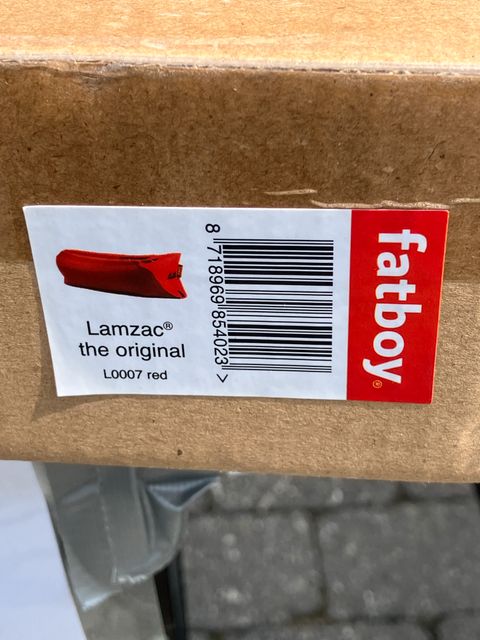 Lamzac®
the original
L0007 red
8 718969 854023 >
fatboy®